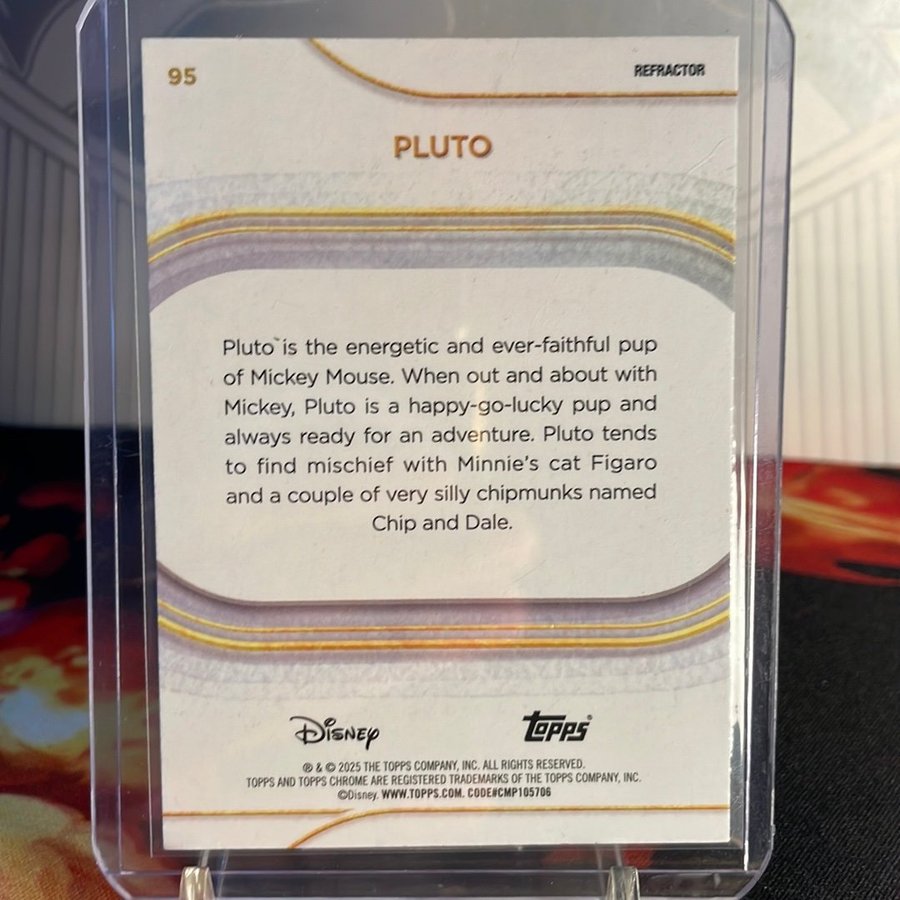 95
REFRACTOR
PLUTO
Pluto™ is the energetic and ever-faithful pup
of Mickey Mouse. When out and about with
Mickey, Pluto is a happy-go-lucky pup and
always ready for an adventure. Pluto tends
to find mischief with Minnie's cat Figaro
and a couple of very silly chipmunks named
Chip and Dale.
Disney
Topps®
® & © 2025 THE TOPPS COMPANY, INC. ALL RIGHTS RESERVED.
TOPPS AND TOPPS CHROME ARE REGISTERED TRADEMARKS OF THE TOPPS COMPANY, INC.
©Disney. WWW.TOPPS.COM. CODE#CMP105706